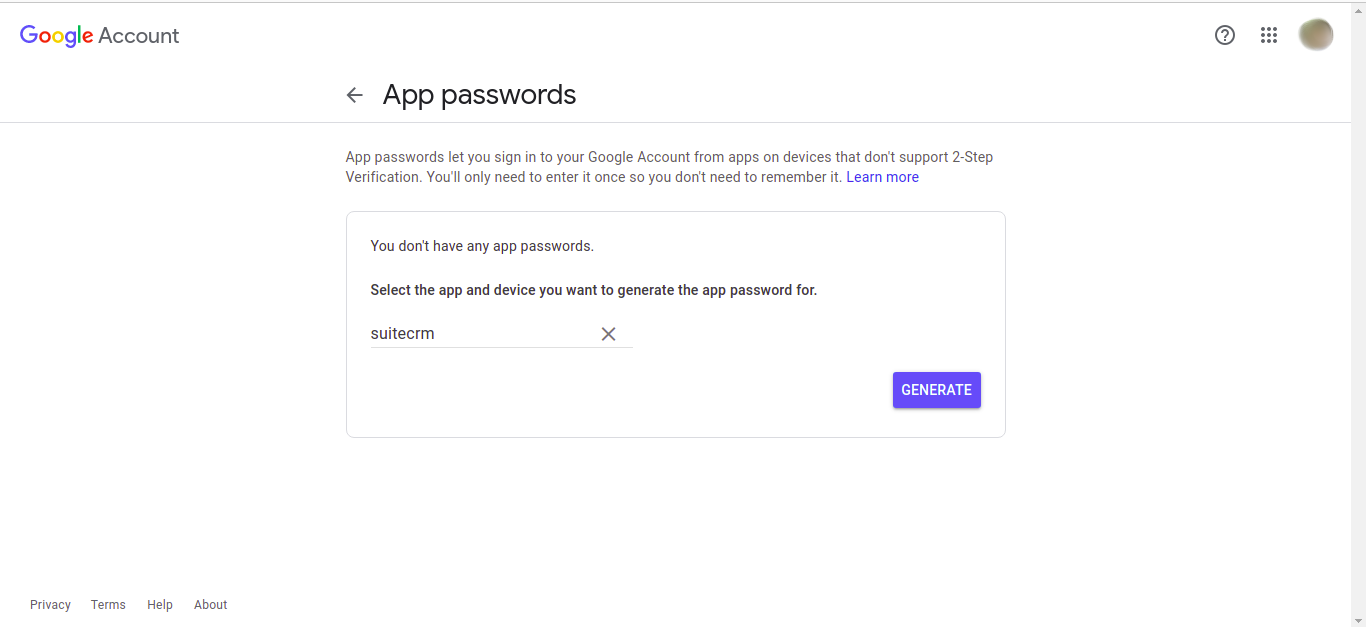 Google Account
App passwords
App passwords let you sign in to your Google Account from apps on devices that don't support 2-Step
Verification. You'll only need to enter it once so you don't need to remember it. Learn more
You don't have any app passwords.
Select the app and device you want to generate the app password for.
suitecrm
GENERATE
Privacy Terms Help About